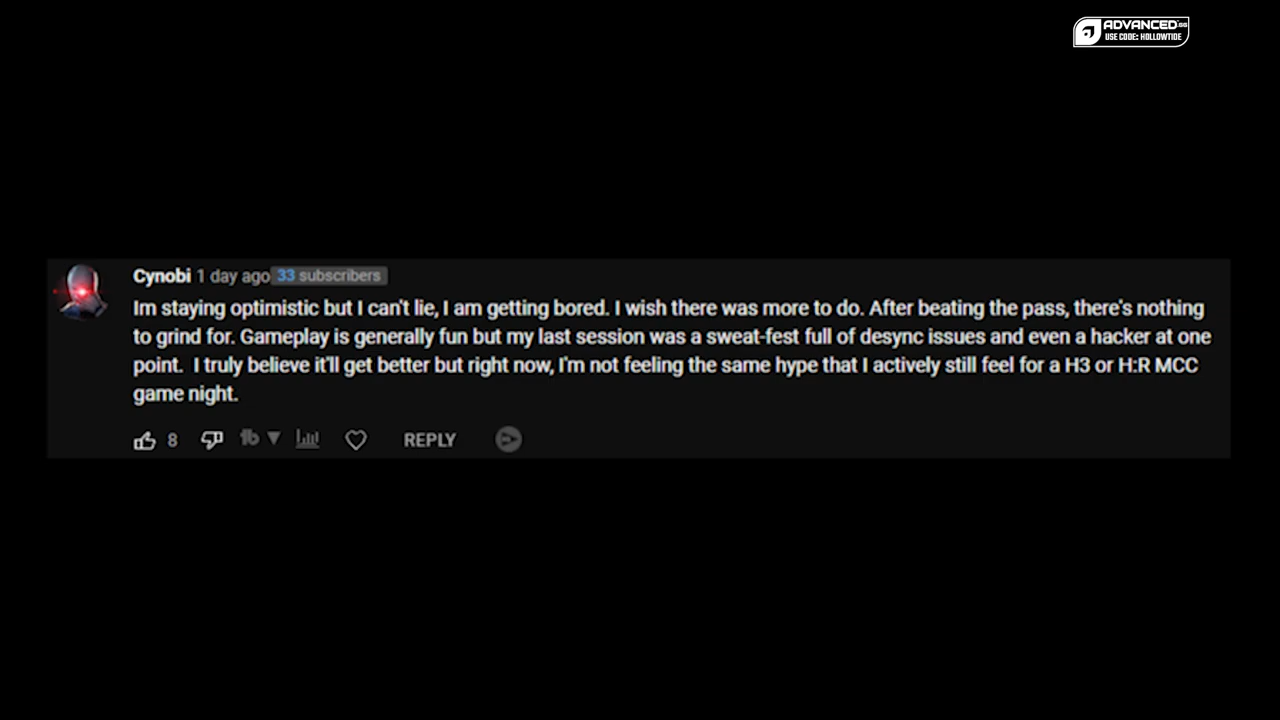 ADVANCED.GG
USE CODE: HOLLOWTIDE
Cynobi 1 day ago 33 subscribers
Im staying optimistic but I can't lie, I am getting bored. I wish there was more to do. After beating the pass, there's nothing
to grind for. Gameplay is generally fun but my last session was a sweat-fest full of desync issues and even a hacker at one
point.  I truly believe it'll get better but right now, I'm not feeling the same hype that I actively still feel for a H3 or H:R MCC
game night.
8 tb REPLY